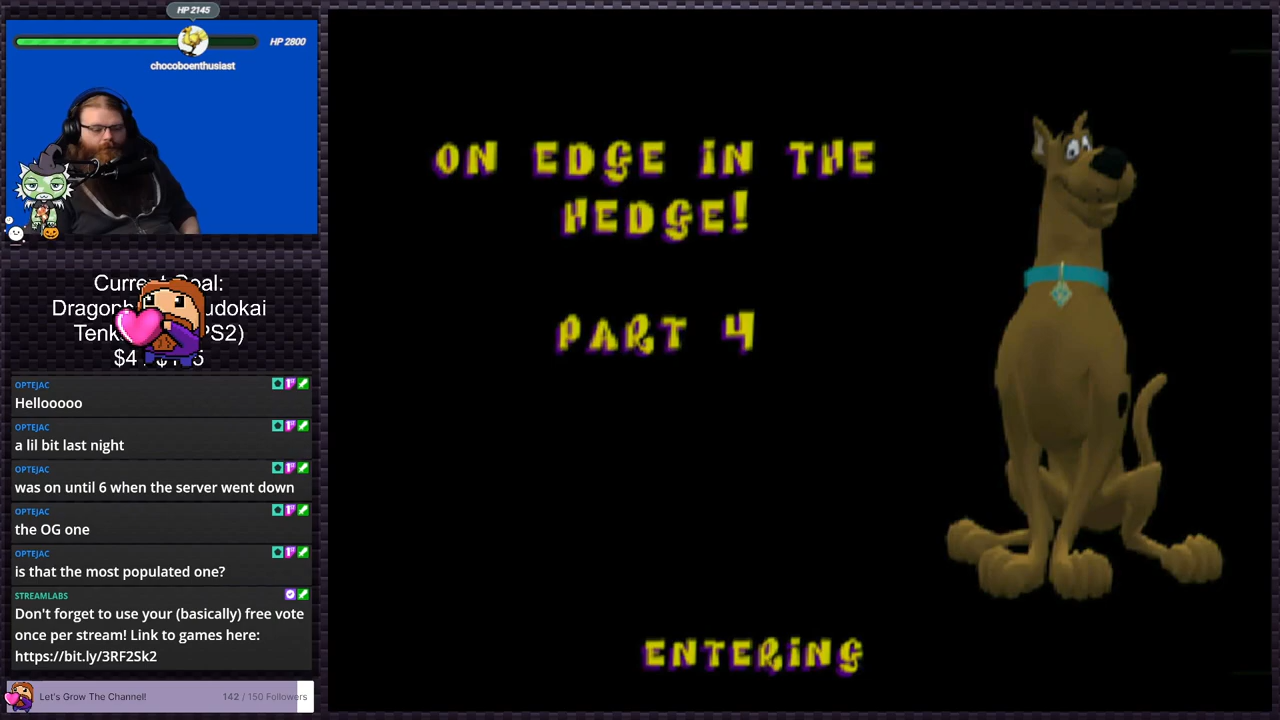 HP 2145
HP 2800
chocoboenthusiast
ON EDGE IN THE
HEDGE!
PART 4
ENTERING
OPTEJAC
Hellooooo
OPTEJAC
a lil bit last night
OPTEJAC
was on until 6 when the server went down
OPTEJAC
the OG one
OPTEJAC
is that the most populated one?
STREAMLABS
Don't forget to use your (basically) free vote
once per stream! Link to games here:
https://bit.ly/3RF2Sk2
Let's Grow The Channel!
142 / 150 Followers